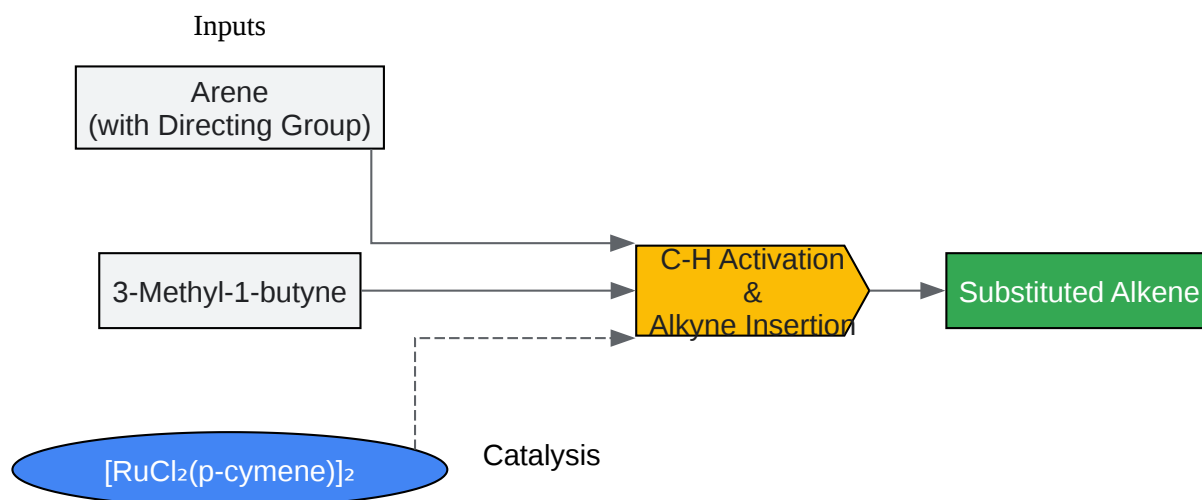 Inputs
Arene
(with Directing Group)
3-Methyl-1-butyne
C-H Activation
&
Alkyne Insertion
Substituted Alkene
[RuCl₂(p-cymene)]₂
Catalysis